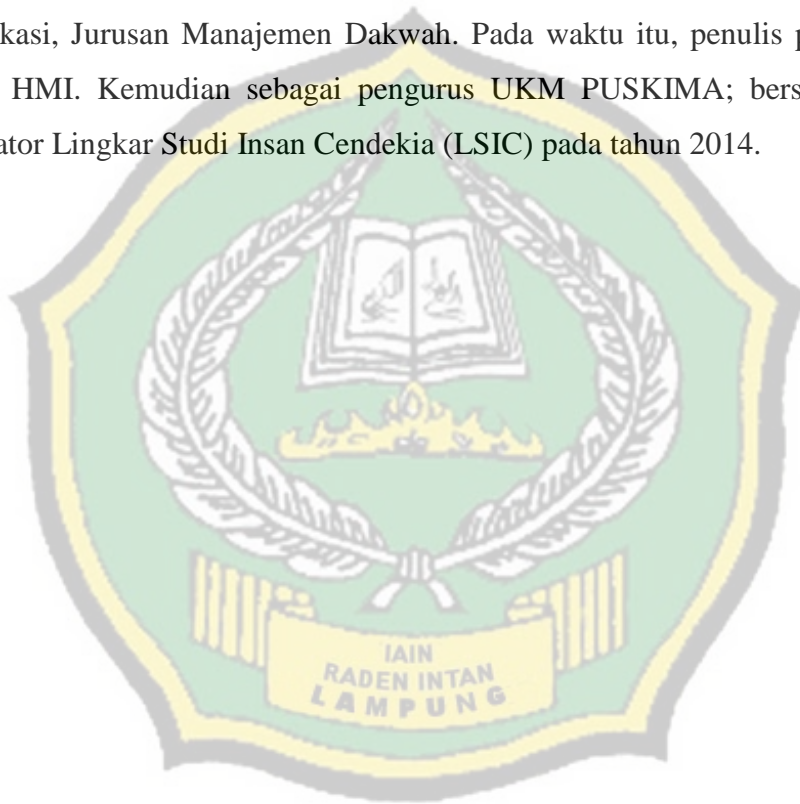 kasi, Jurusan Manajemen Dakwah. Pada waktu itu, penulis p
HMI. Kemudian sebagai pengurus UKM PUSKIMA; bers
ator Lingkar Studi Insan Cendekia (LSIC) pada tahun 2014.
IAIN
RADEN INTAN
LAMPUNG